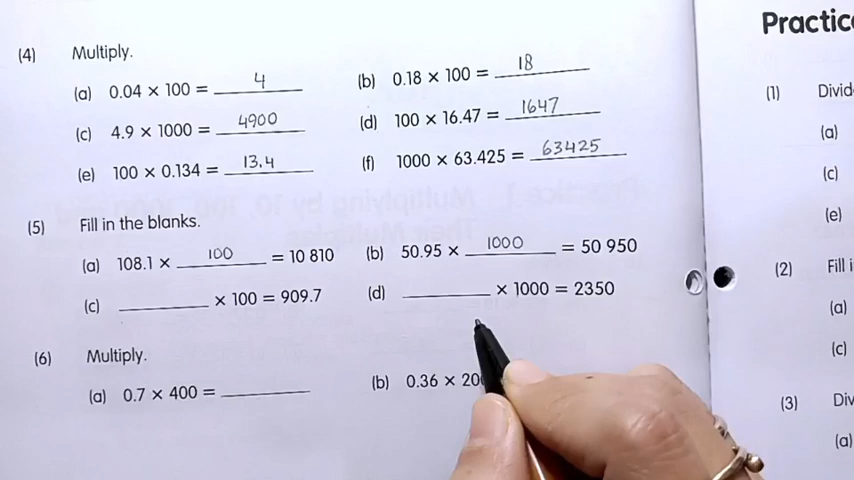 (4) Multiply.
(a) 0.04 × 100 = 4
(b) 0.18 × 100 = 18
(c) 4.9 × 1000 = 4900
(d) 100 × 16.47 = 1647
(e) 100 × 0.134 = 13.4
(f) 1000 × 63.425 = 63425
(5) Fill in the blanks.
(a) 108.1 × 100 = 10 810
(b) 50.95 × 1000 = 50 950
(c) ________ × 100 = 909.7
(d) ________ × 1000 = 2350
(6) Multiply.
(a) 0.7 × 400 = ________
(b) 0.36 × 20
Practic
(1) Divid
(a)
(c)
(e)
(2) Fill i
(a)
(c)
(3) Div
(a)